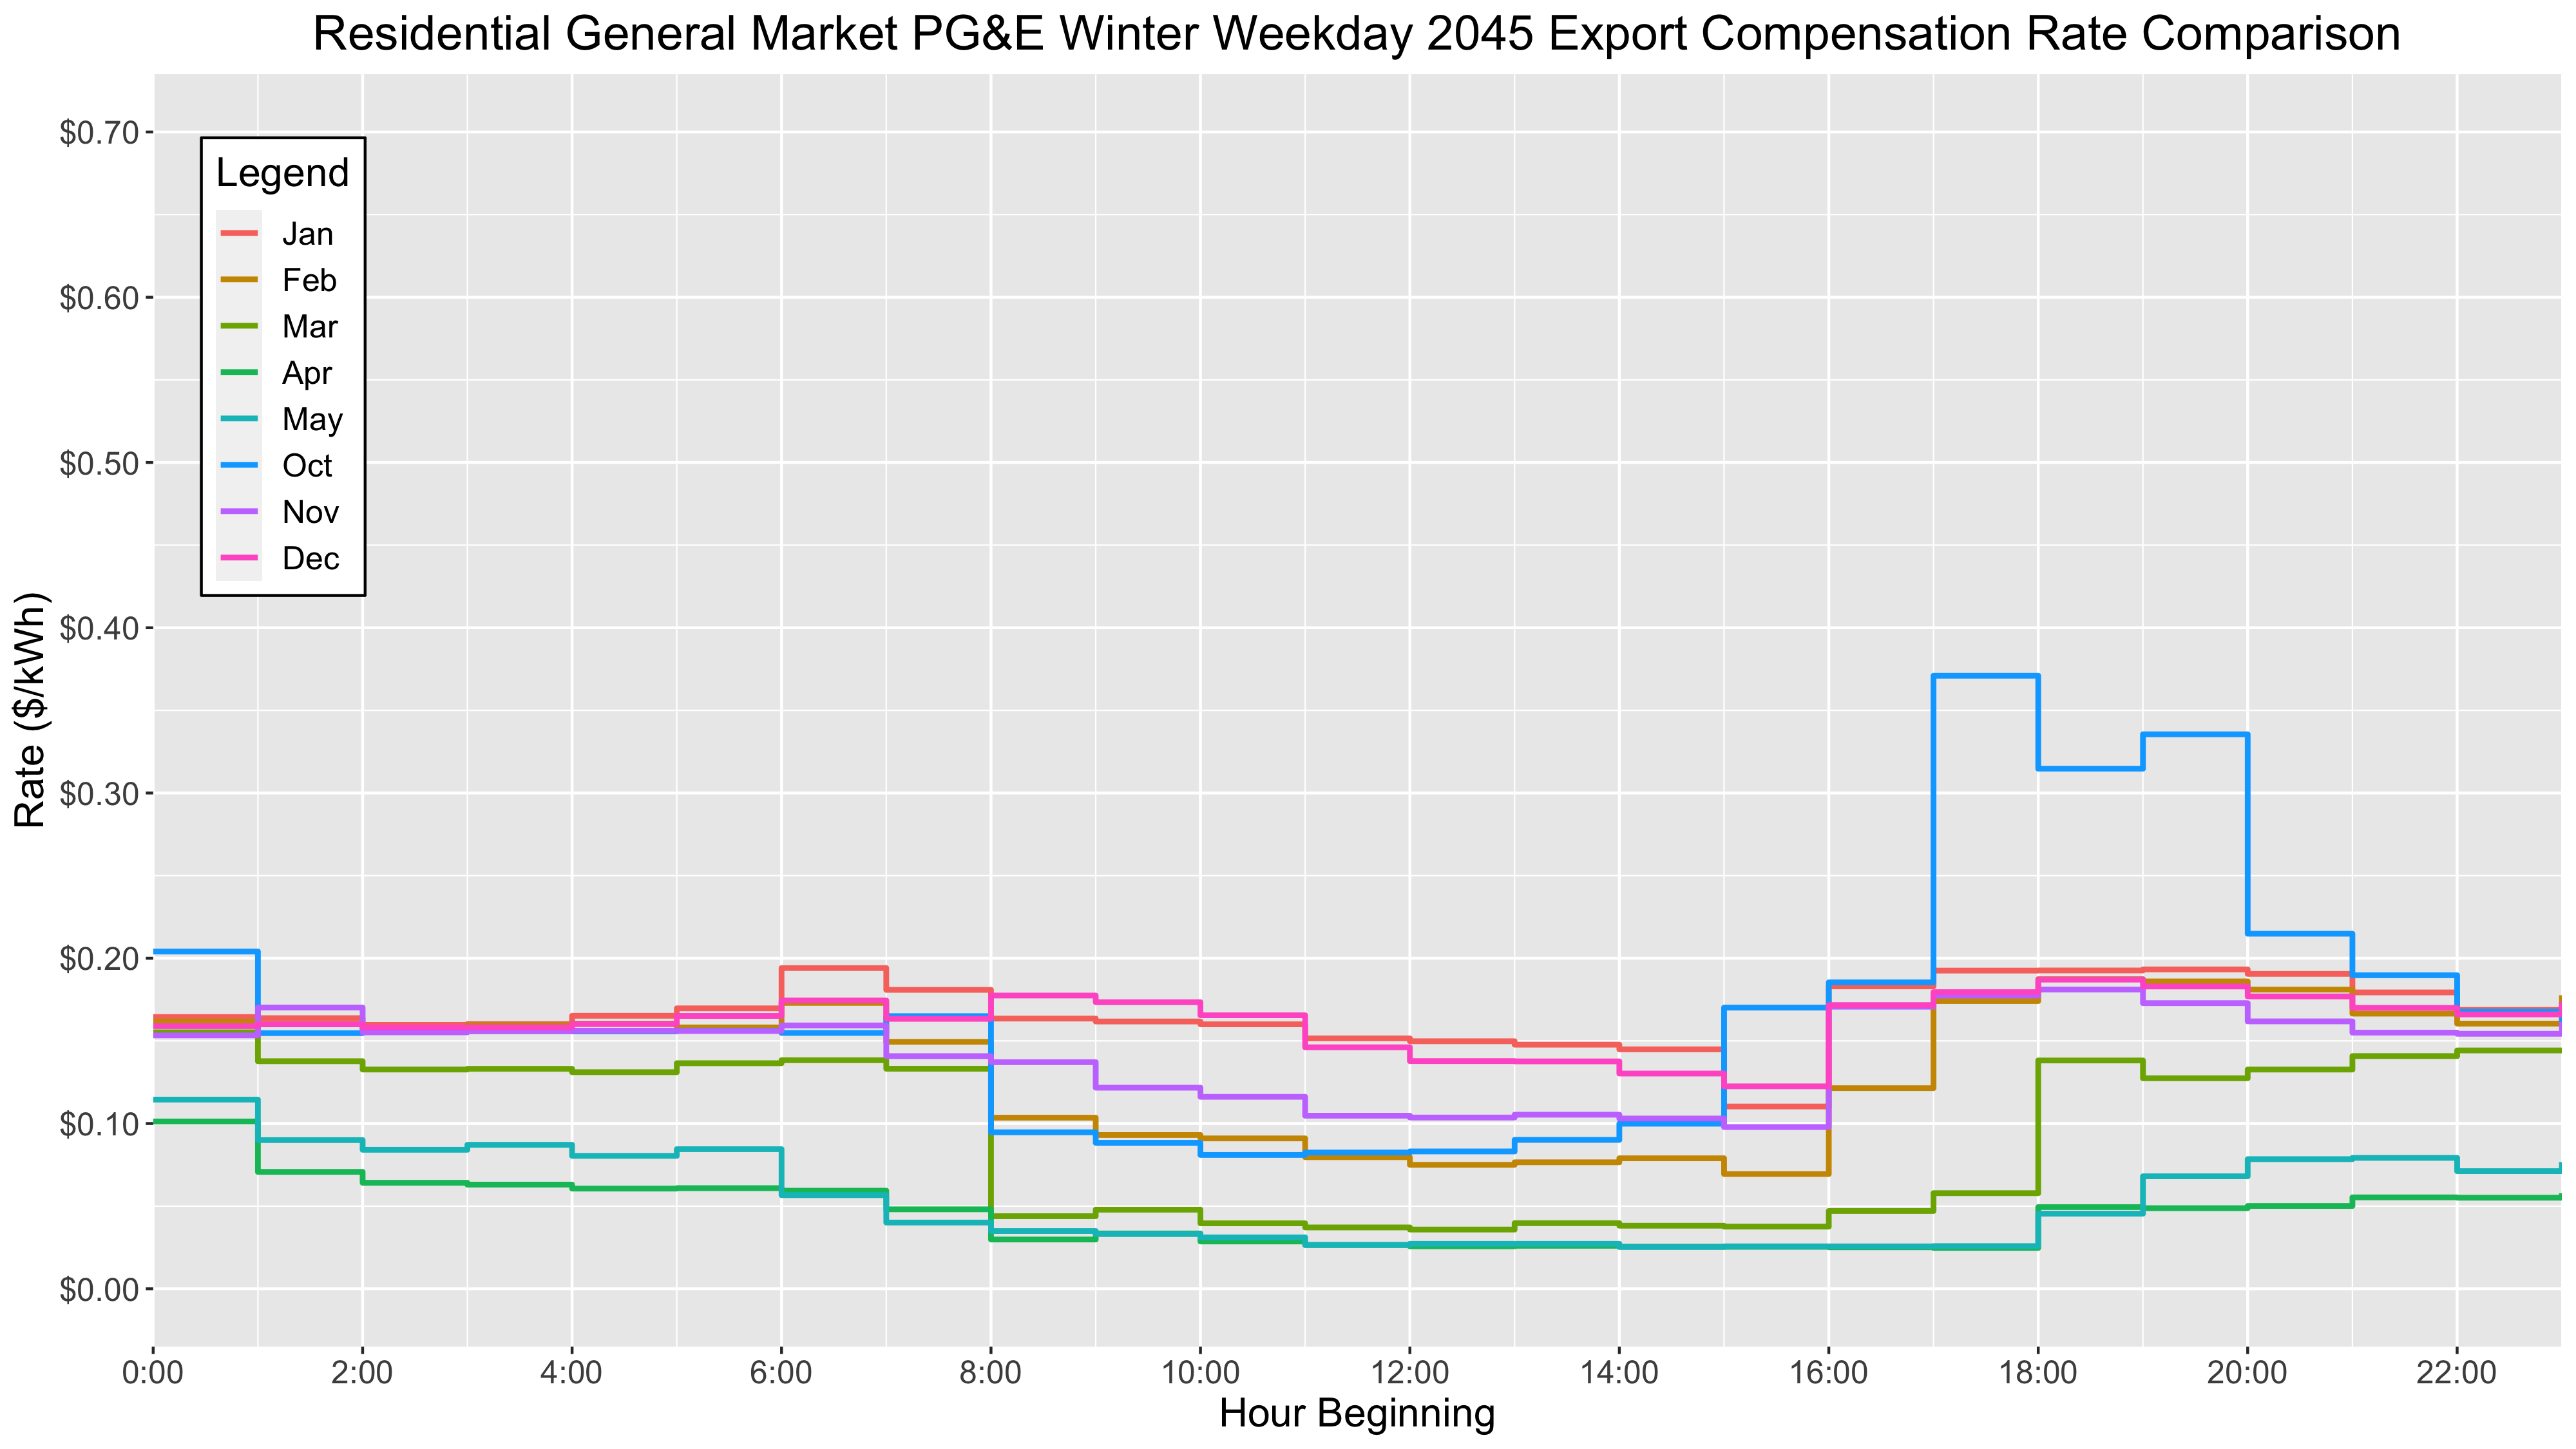 Residential General Market PG&E Winter Weekday 2045 Export Compensation Rate Comparison
Rate ($/kWh)
$0.70
$0.60
$0.50
$0.40
$0.30
$0.20
$0.10
$0.00
Legend
Jan
Feb
Mar
Apr
May
Oct
Nov
Dec
0:00 2:00 4:00 6:00 8:00 10:00 12:00 14:00 16:00 18:00 20:00 22:00
Hour Beginning